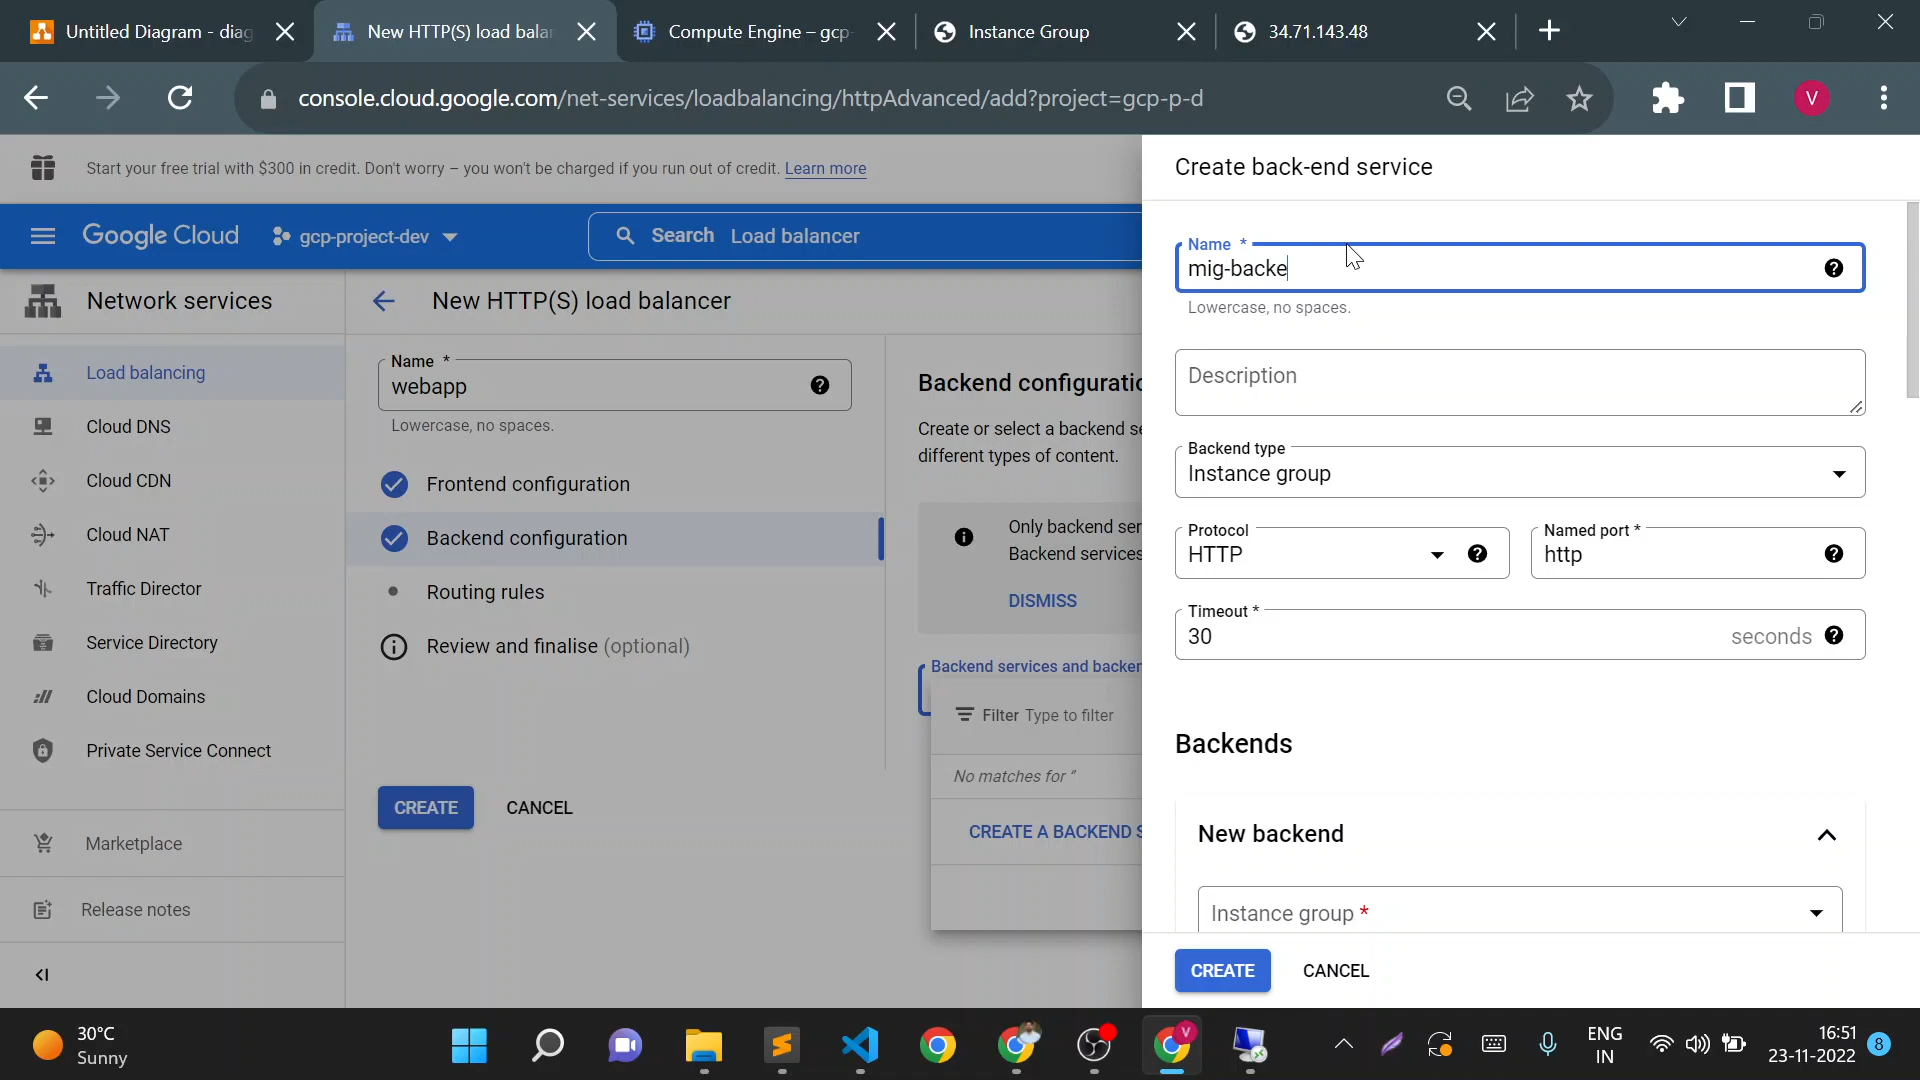 Untitled Diagram - diag
New HTTP(S) load balan
Compute Engine – gcp-
Instance Group
34.71.143.48
console.cloud.google.com/net-services/loadbalancing/httpAdvanced/add?project=gcp-p-d
V
Start your free trial with $300 in credit. Don't worry – you won't be charged if you run out of credit. Learn more
Google Cloud
gcp-project-dev
Search Load balancer
Network services
Load balancing
Cloud DNS
Cloud CDN
Cloud NAT
Traffic Director
Service Directory
Cloud Domains
Private Service Connect
Marketplace
Release notes
New HTTP(S) load balancer
Name *
webapp
Lowercase, no spaces.
Frontend configuration
Backend configuration
Routing rules
Review and finalise (optional)
CREATE
CANCEL
Backend configuratio
Create or select a backend se
different types of content.
Only backend ser
Backend services
DISMISS
Backend services and backen
Filter Type to filter
No matches for "
CREATE A BACKEND S
Create back-end service
Name *
mig-backe
Lowercase, no spaces.
Description
Backend type
Instance group
Protocol
HTTP
Named port *
http
Timeout *
30
seconds
Backends
New backend
Instance group *
CREATE
CANCEL
30°C
Sunny
V
ENG
IN
16:51
23-11-2022
8